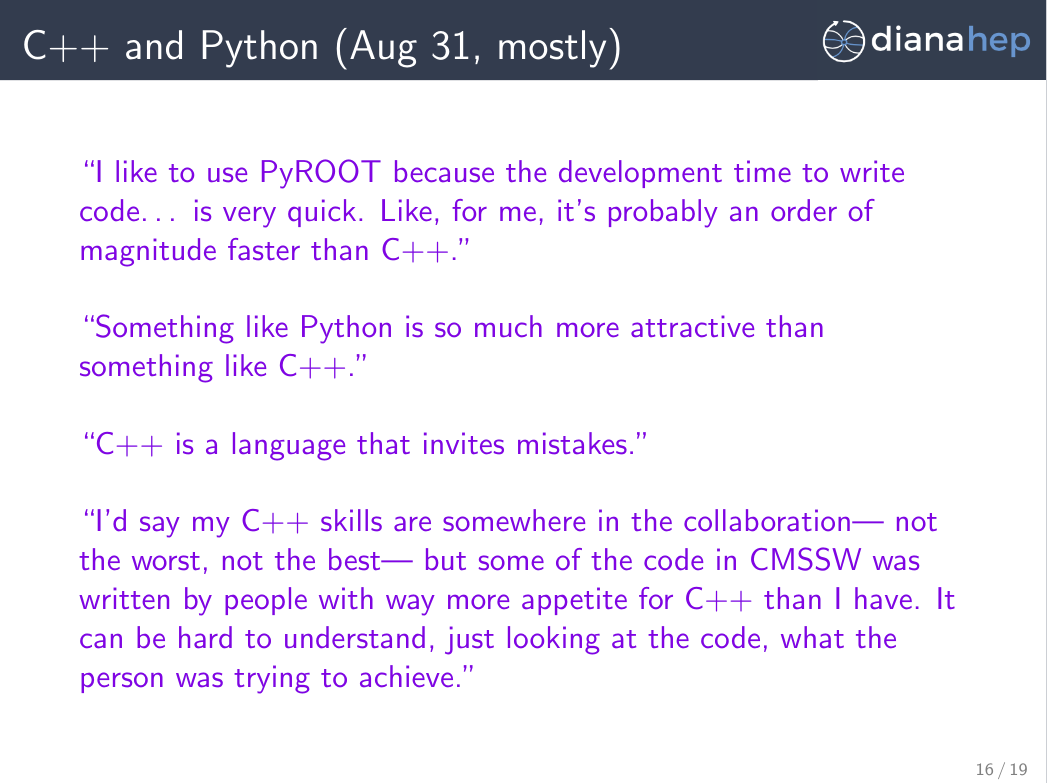 C++ and Python (Aug 31, mostly)
dianahep
“I like to use PyROOT because the development time to write
code. . . is very quick. Like, for me, it’s probably an order of
magnitude faster than C++.”
“Something like Python is so much more attractive than
something like C++.”
“C++ is a language that invites mistakes.”
“I’d say my C++ skills are somewhere in the collaboration— not
the worst, not the best— but some of the code in CMSSW was
written by people with way more appetite for C++ than I have. It
can be hard to understand, just looking at the code, what the
person was trying to achieve.”
16 / 19